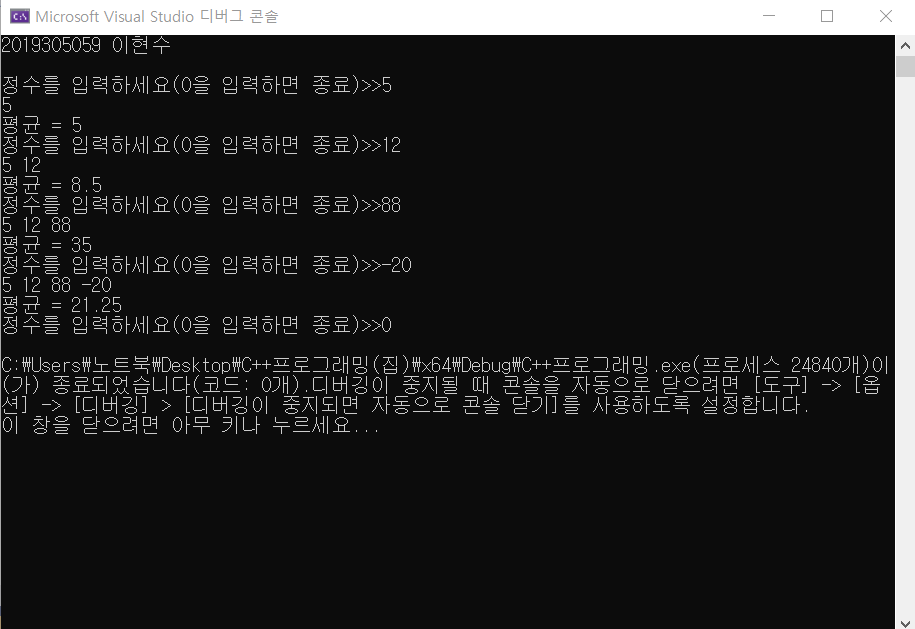 Microsoft Visual Studio 디버그 콘솔
2019305059 이현수
정수를 입력하세요(0을 입력하면 종료)>>5
5
평균 = 5
정수를 입력하세요(0을 입력하면 종료)>>12
5 12
평균 = 8.5
정수를 입력하세요(0을 입력하면 종료)>>88
5 12 88
평균 = 35
정수를 입력하세요(0을 입력하면 종료)>>-20
5 12 88 -20
평균 = 21.25
정수를 입력하세요(0을 입력하면 종료)>>0
C:₩Users₩노트북₩Desktop₩C++프로그래밍(집)₩x64₩Debug₩C++프로그래밍.exe(프로세스 24840개)이
(가) 종료되었습니다(코드: 0개).디버깅이 중지될 때 콘솔을 자동으로 닫으려면 [도구] -> [옵
션] -> [디버깅] > [디버깅이 중지되면 자동으로 콘솔 닫기]를 사용하도록 설정합니다.
이 창을 닫으려면 아무 키나 누르세요...